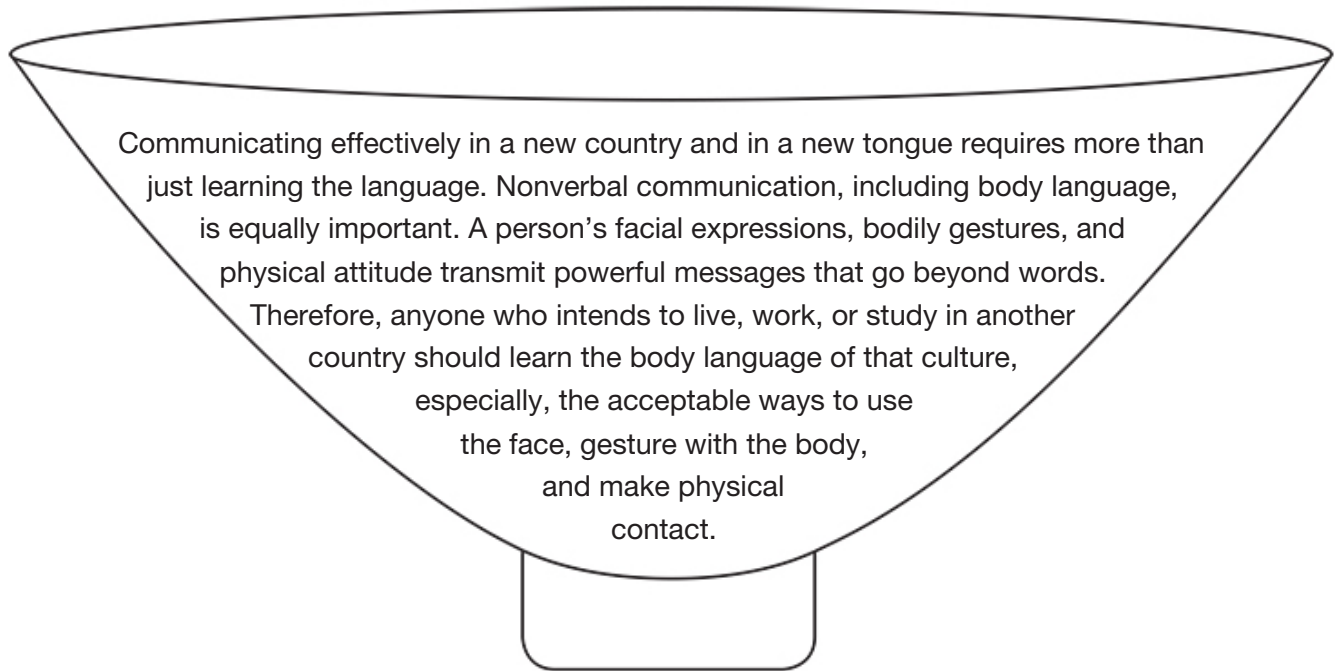 Communicating effectively in a new country and in a new tongue requires more than
just learning the language. Nonverbal communication, including body language,
is equally important. A person’s facial expressions, bodily gestures, and
physical attitude transmit powerful messages that go beyond words.
Therefore, anyone who intends to live, work, or study in another
country should learn the body language of that culture,
especially, the acceptable ways to use
the face, gesture with the body,
and make physical
contact.